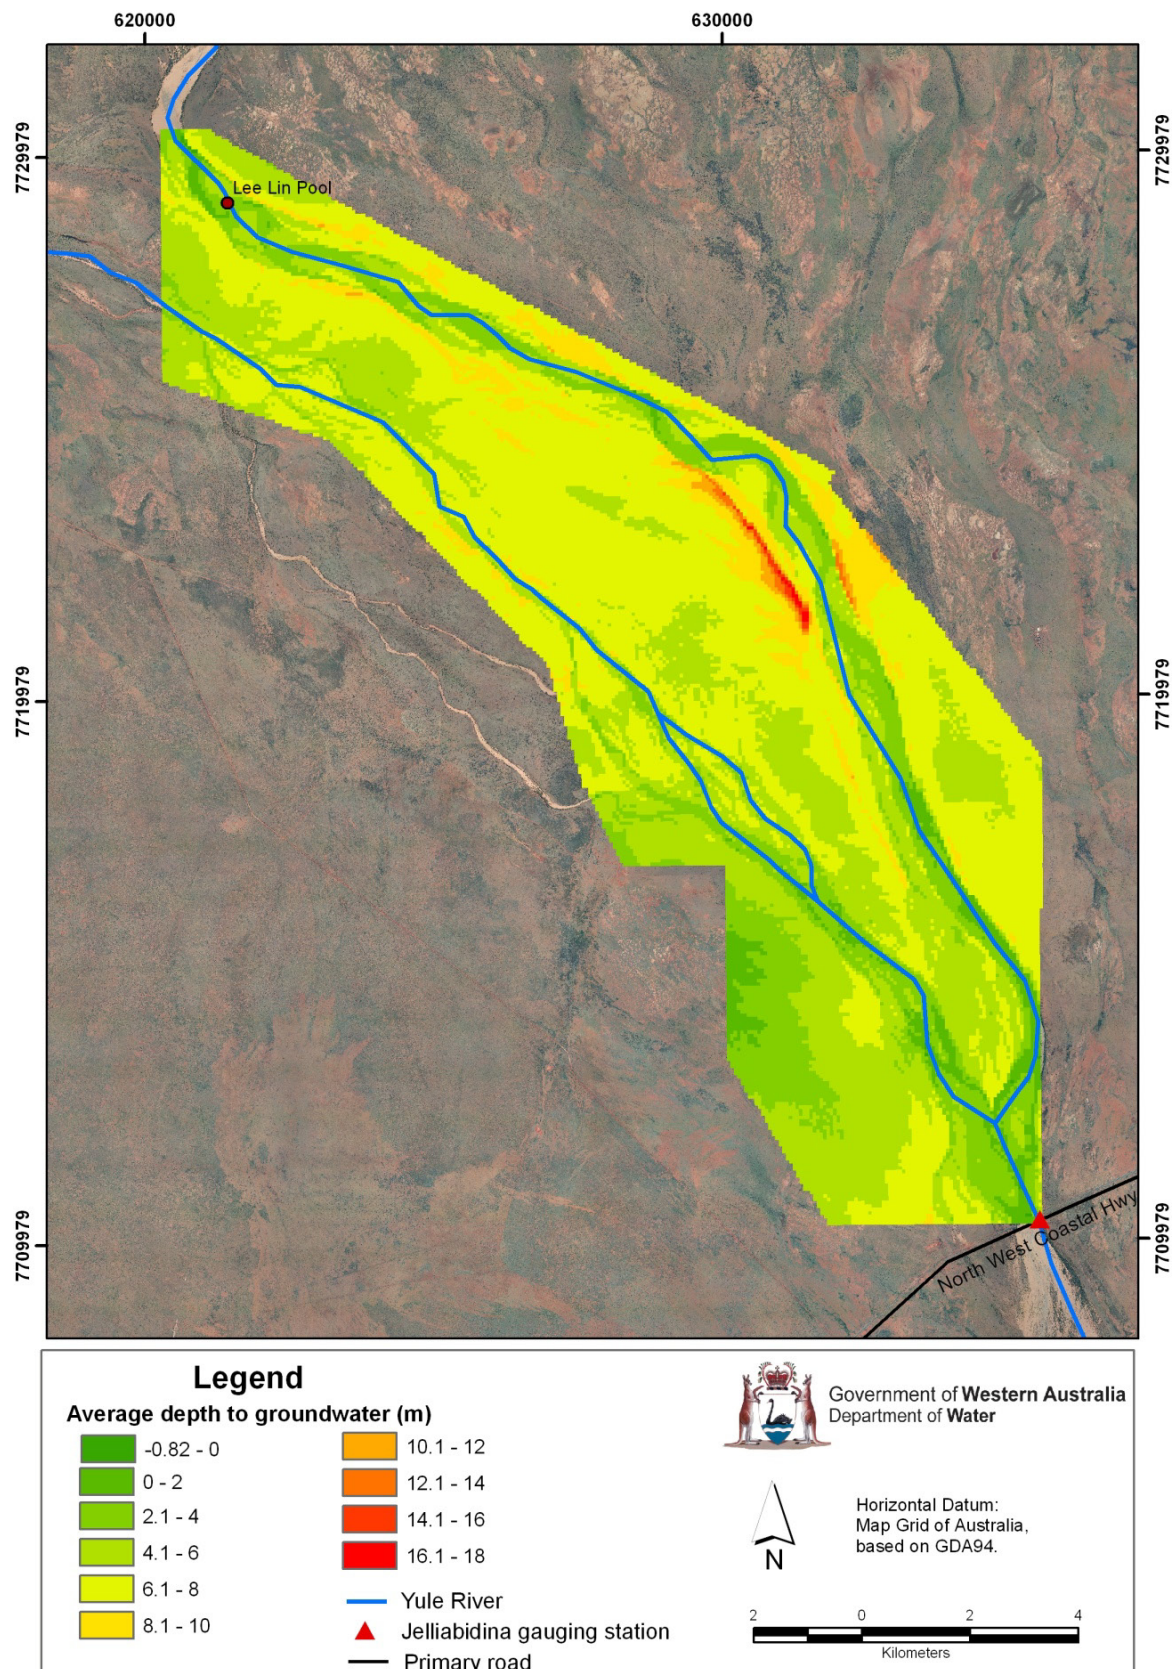 620000
630000
7729979
7729979
Lee Lin Pool
7719979
7719979
7709979
7709979
North West Coastal Hwy
Legend
Average depth to groundwater (m)
-0.82 - 0
0 - 2
2.1 - 4
4.1 - 6
6.1 - 8
8.1 - 10
10.1 - 12
12.1 - 14
14.1 - 16
16.1 - 18
Yule River
Jelliabidina gauging station
Primary road
Government of Western Australia
Department of Water
N
Horizontal Datum:
Map Grid of Australia,
based on GDA94.
2 0 2 4
Kilometers